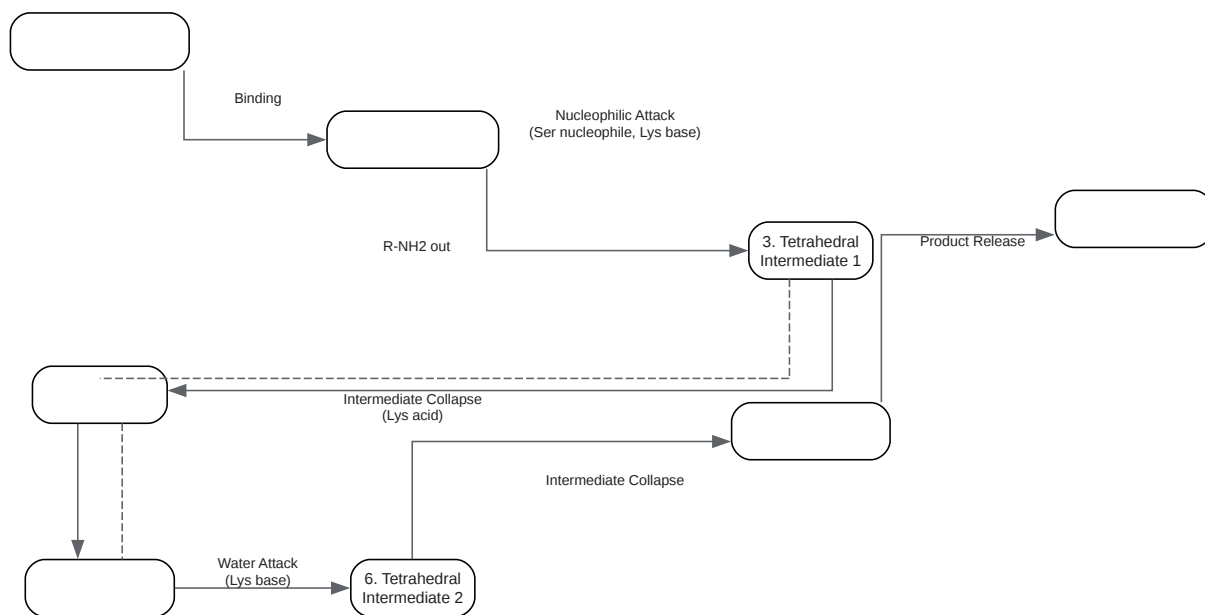 Binding
Nucleophilic Attack
(Ser nucleophile, Lys base)
R-NH2 out
3. Tetrahedral
Intermediate 1
Product Release
Intermediate Collapse
(Lys acid)
Intermediate Collapse
Water Attack
(Lys base)
6. Tetrahedral
Intermediate 2